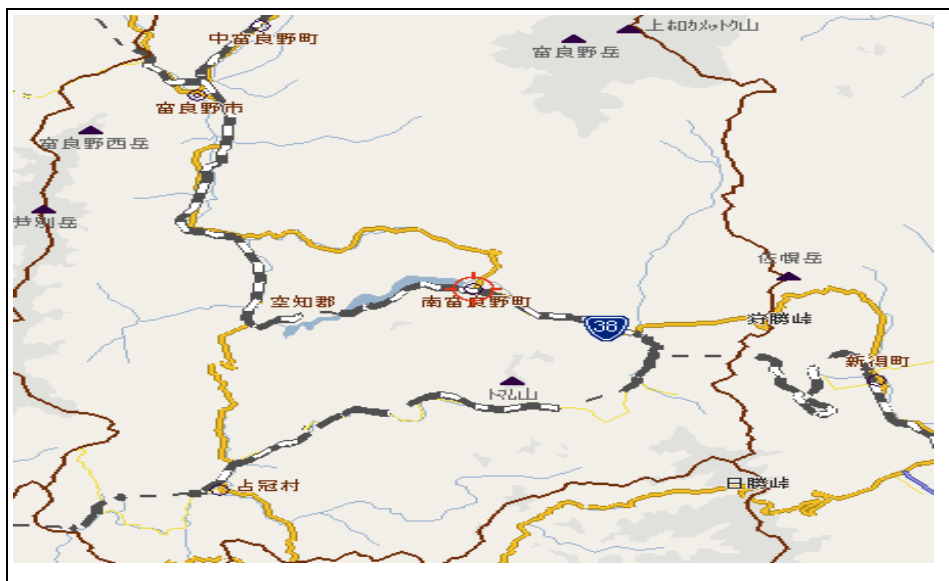 上ホロカメットク山
中富良野町
富良野岳
富良野市
富良野西岳
芦別岳
佐幌岳
空知郡
南富良野町
38
狩勝峠
新得町
トマム山
占冠村
日勝峠